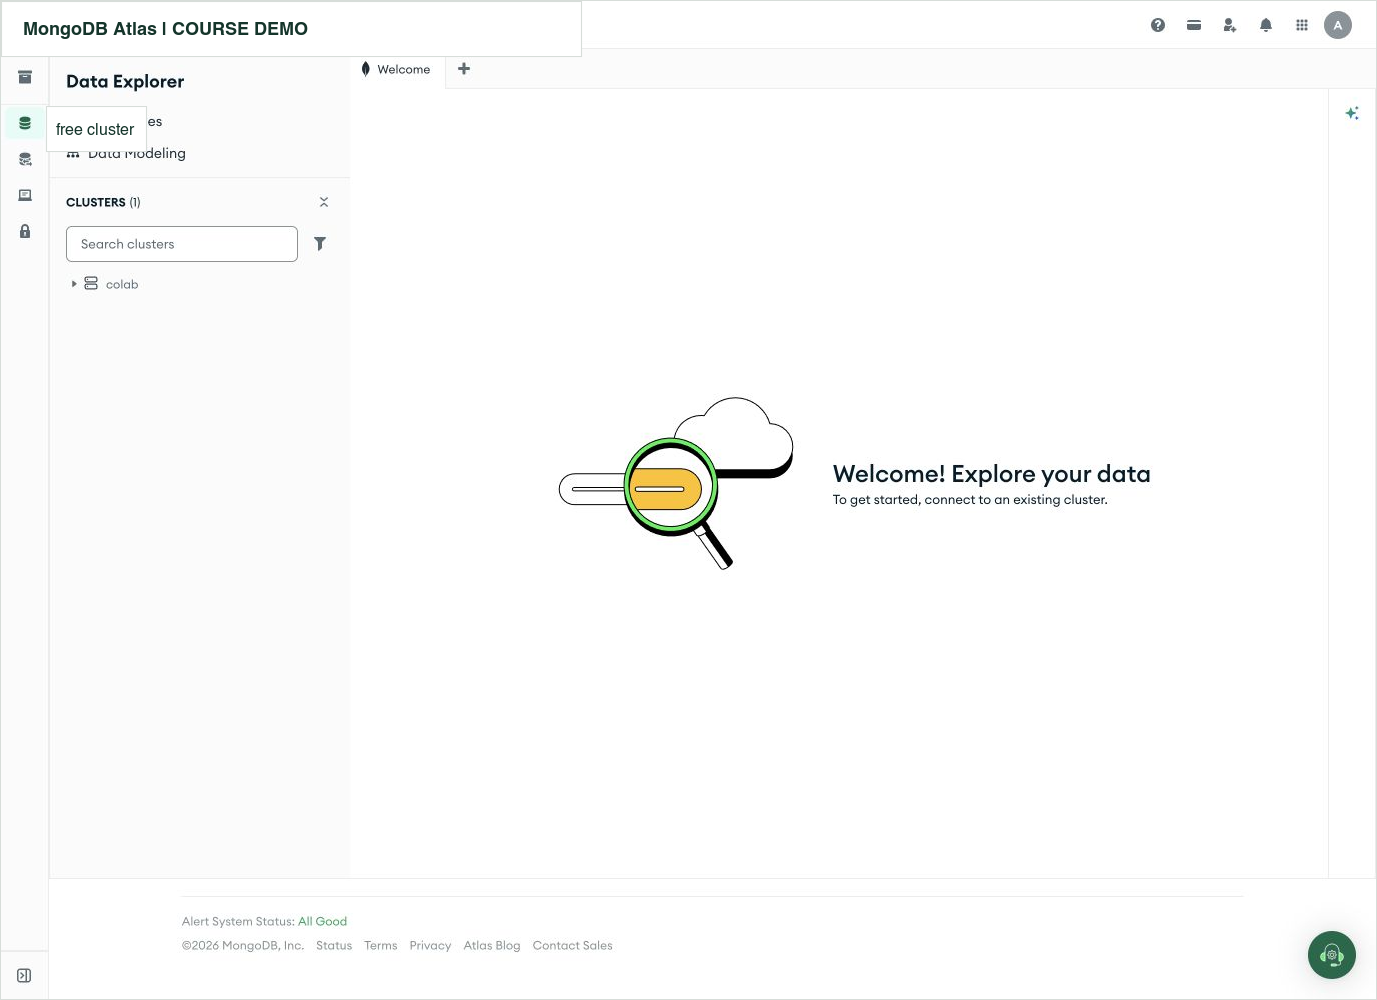 MongoDB Atlas | COURSE DEMO
A
Data Explorer
Welcome
free cluster
es
Data Modeling
CLUSTERS (1)
Search clusters
colab
Welcome! Explore your data
To get started, connect to an existing cluster.
Alert System Status: All Good
©2026 MongoDB, Inc. Status Terms Privacy Atlas Blog Contact Sales